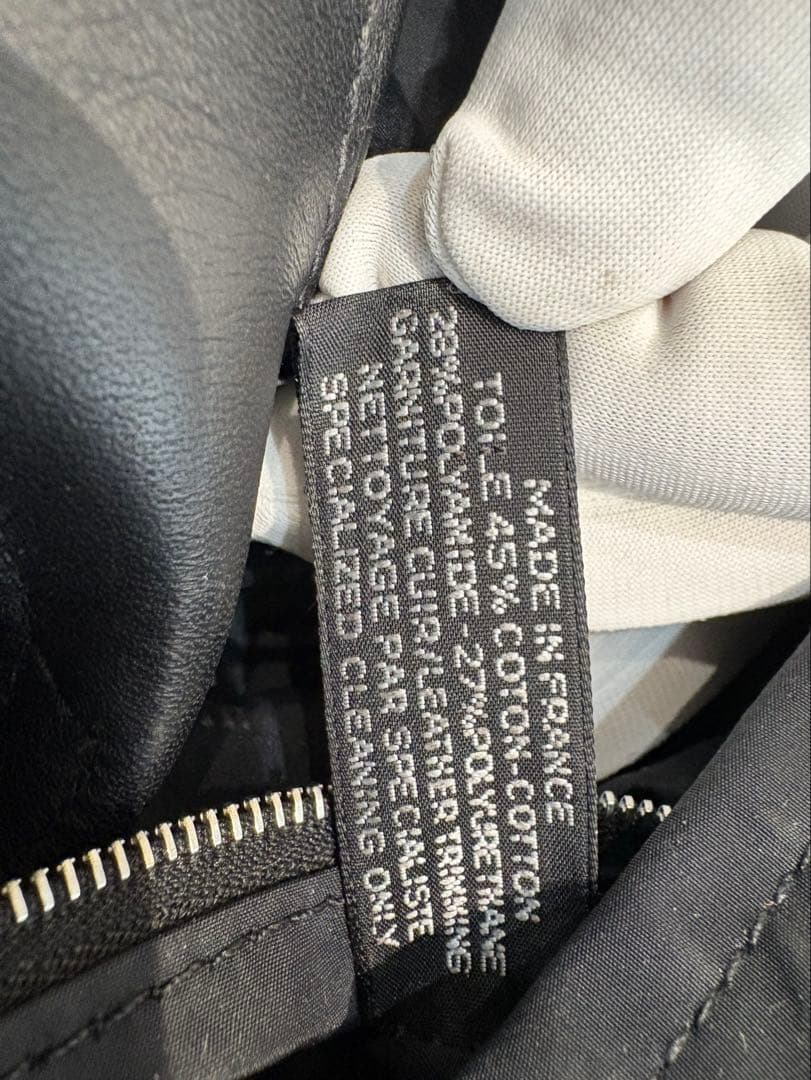 MADE IN FRANCE
TOILE 45% COTON-COTTON
28%POLYAMIDE-27%POLYURETHANE
GARNITURE CUIR/LEATHER TRIMMING
NETTOYAGE PAR SPECIALISTE
SPECIALIZED CLEANING ONLY